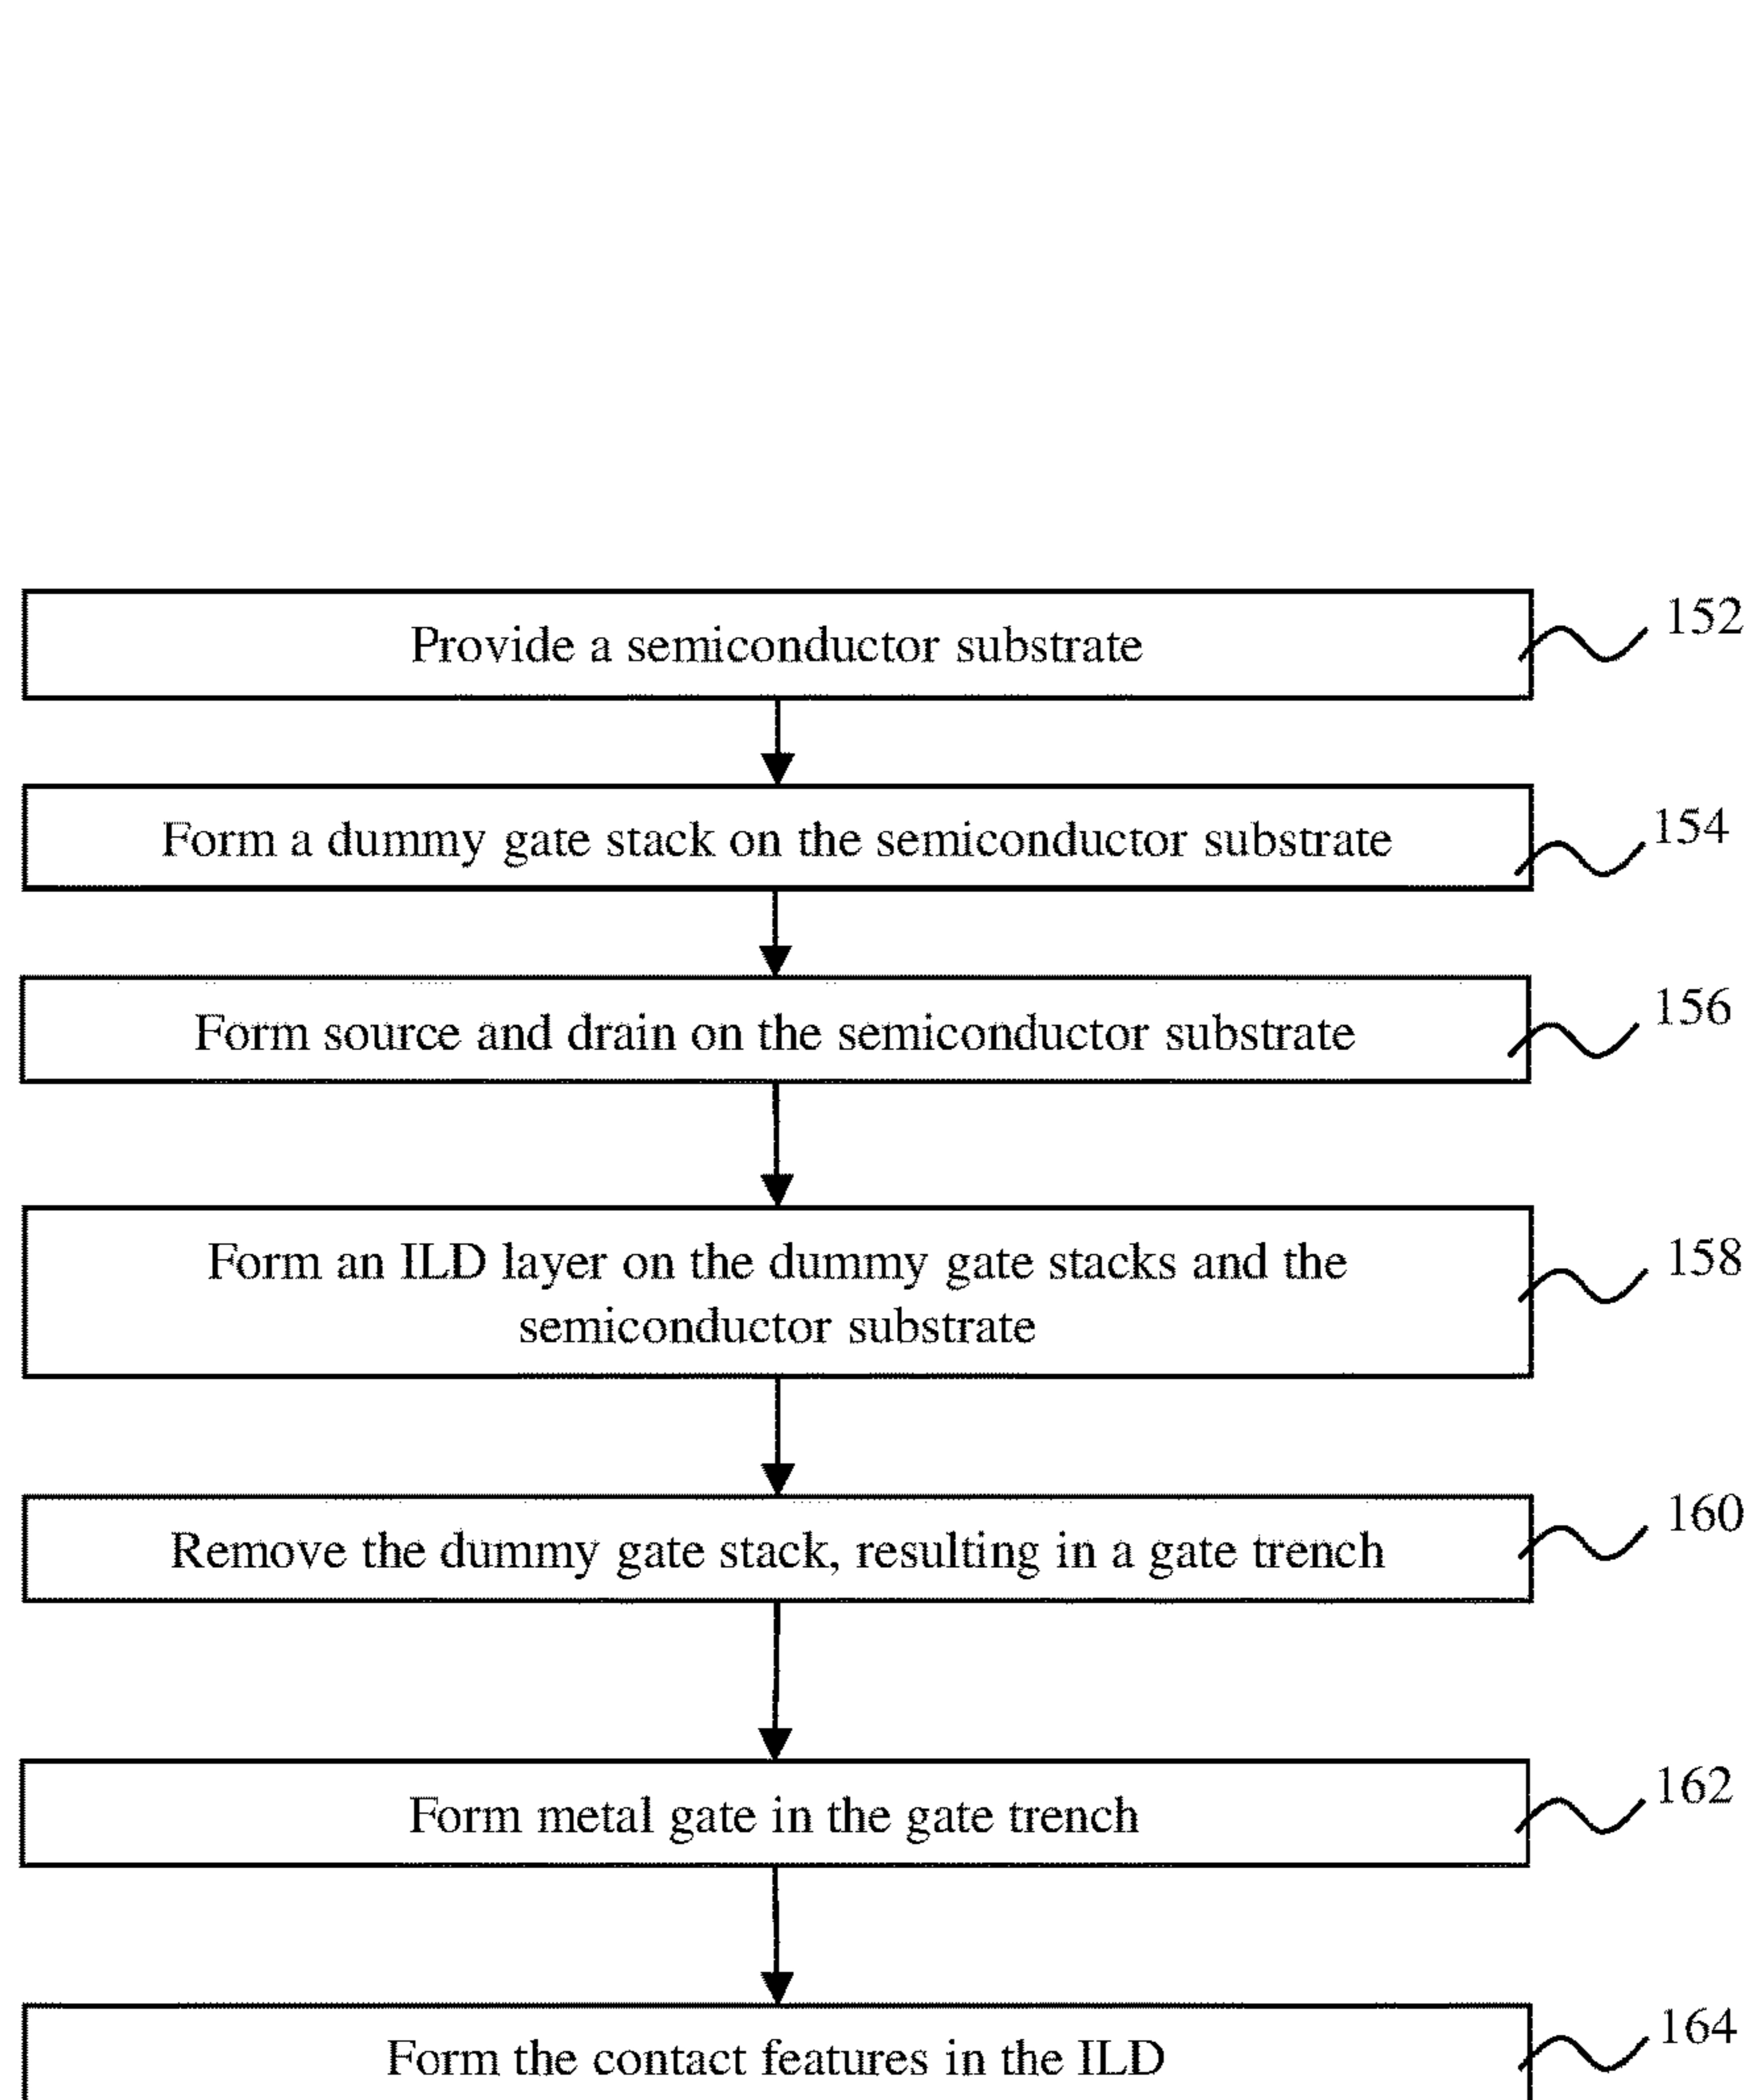 Provide a semiconductor substrate
152
Form a dummy gate stack on the semiconductor substrate
154
Form source and drain on the semiconductor substrate
156
Form an ILD layer on the dummy gate stacks and the
semiconductor substrate
158
Remove the dummy gate stack, resulting in a gate trench
160
Form metal gate in the gate trench
162
Form the contact features in the ILD
164